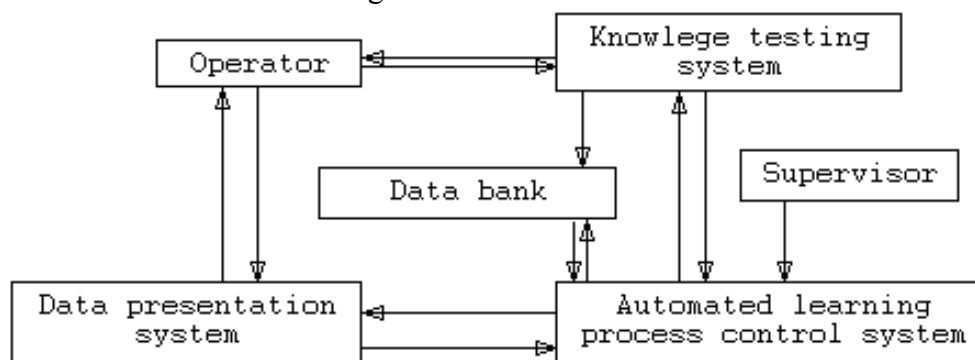 Operator
Knowlege testing
system
Data bank
Supervisor
Data presentation
system
Automated learning
process control system